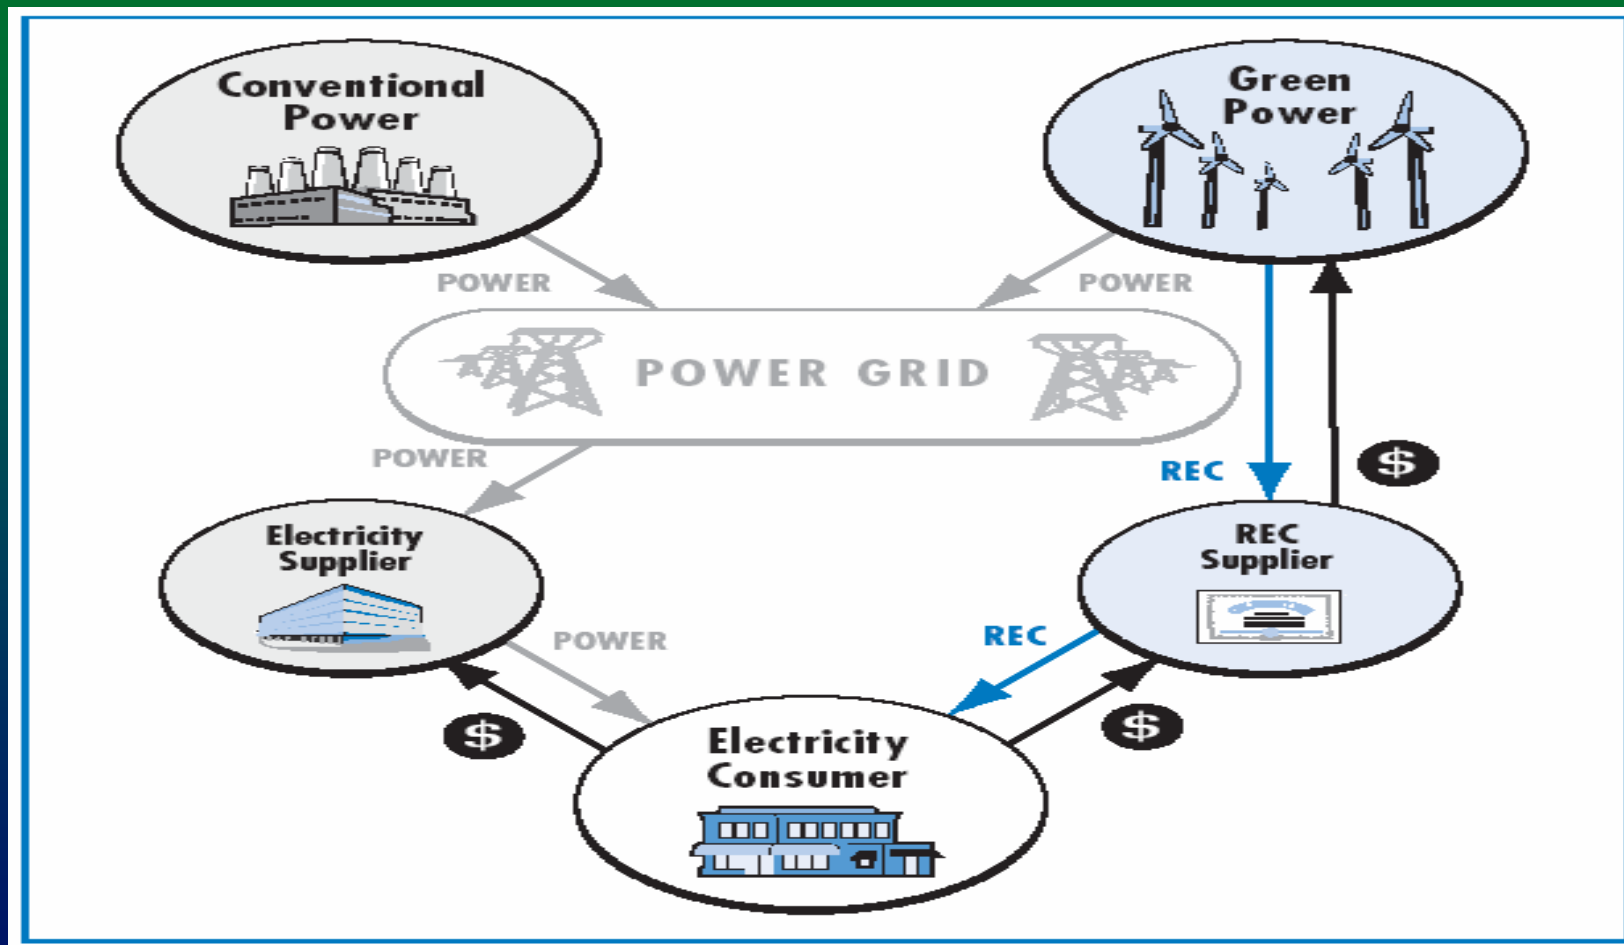 Conventional
Power
Green
Power
POWER
POWER
POWER GRID
POWER
REC
$
Electricity
Supplier
REC
Supplier
POWER
REC
$
$
Electricity
Consumer